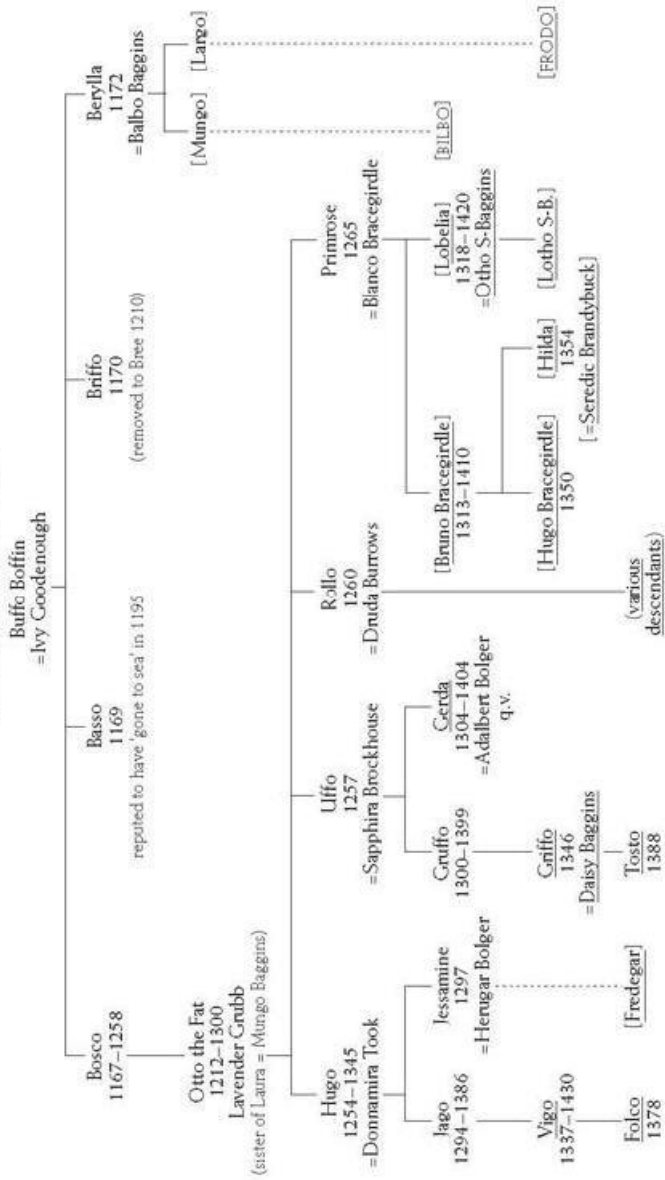 Buffo Boffin
=Ivy Goodenough
Bosco
1167–1258
Basso
1169
reputed to have 'gone to sea' in 1195
Briffo
1170
(removed to Bree 1210)
Berylla
1172
=Balbo Baggins
Otto the Fat
1212–1300
Lavender Grubb
(sister of Laura = Mungo Baggins)
[Mungo]
[Largo]
Hugo
1254–1345
=Donnamira Took
Uffo
1257
=Sapphira Brockhouse
Rollo
1260
=Druda Burrows
Primrose
1265
=Blanco Bracegirdle
Jago
1294–1386
Jessamine
1297
=Herugar Bolger
Gruffo
1300–1399
Gerda
1304–1404
=Adalbert Bolger
q.v.
[Bruno Bracegirdle]
1313–1410
[Lobelia]
1318–1420
=Otho S-Baggins
[BILBO]
Vigo
1337–1430
Griffo
1346
=Daisy Baggins
[Hugo Bracegirdle]
1350
[Hilda]
1354
[=Seredic Brandybuck]
[Lotho S-B.]
[FRODO]
Folco
1378
[Fredegar]
Tosto
1388
(various
descendants)